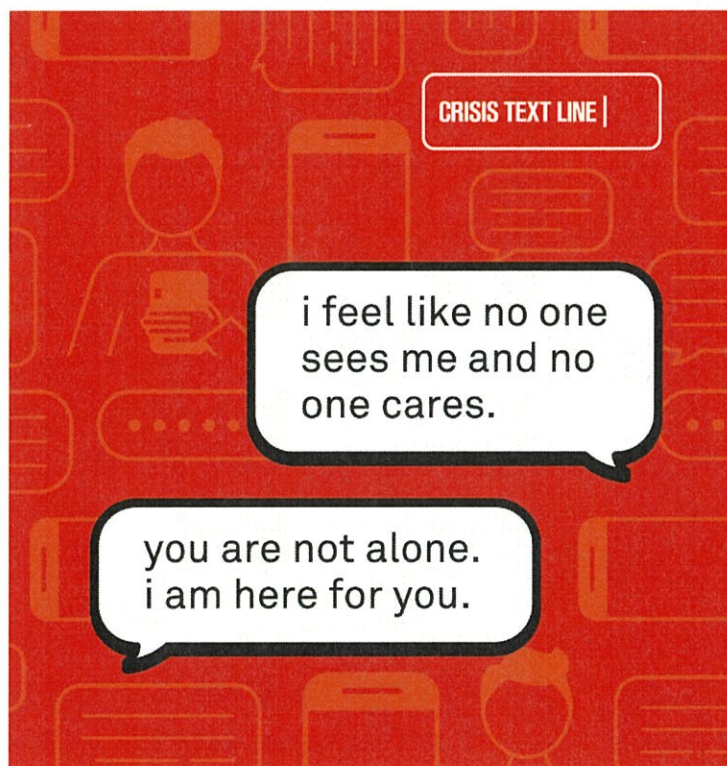 CRISIS TEXT LINE |
i feel like no one
sees me and no
one cares.
you are not alone.
i am here for you.